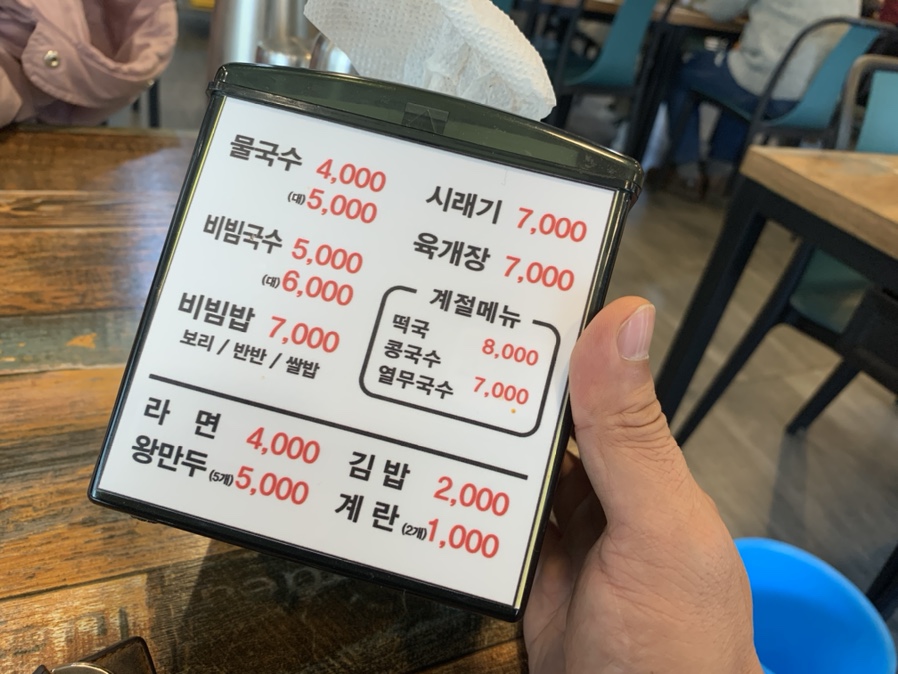 물국수 4,000
(대) 5,000
비빔국수 5,000
(대) 6,000
비빔밥 7,000
보리 / 반반 / 쌀밥
시래기 7,000
육개장 7,000
계절메뉴
떡국 8,000
콩국수
열무국수 7,000
라 면 4,000
왕만두 (5개) 5,000
김 밥 2,000
계 란 (2개) 1,000